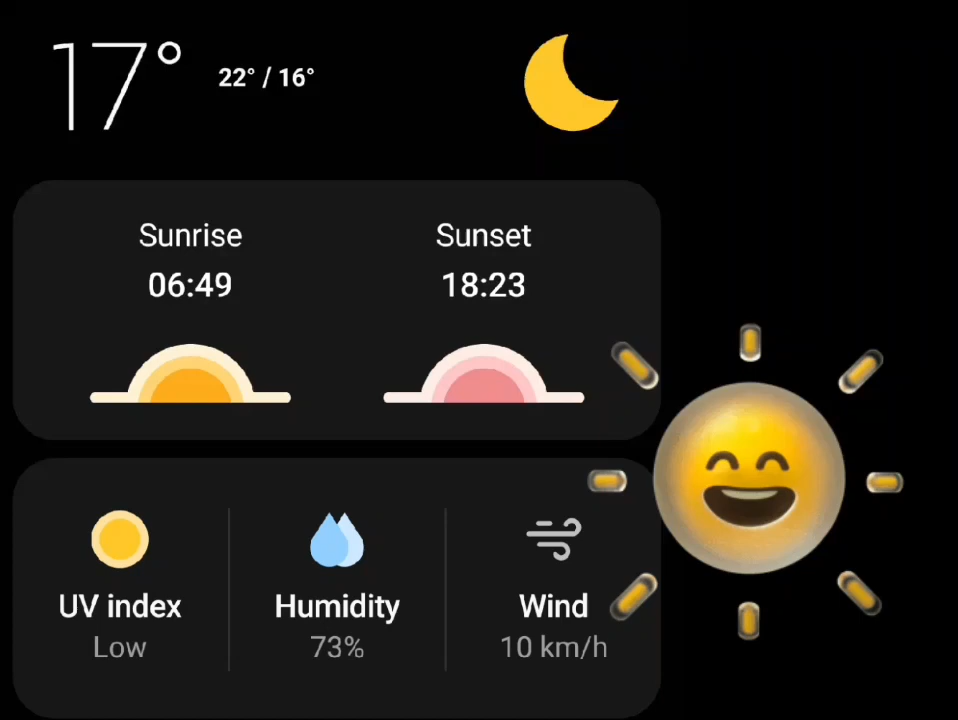 17° 22° / 16°
Sunrise Sunset
06:49 18:23
UV index Humidity Wind
Low 73% 10 km/h